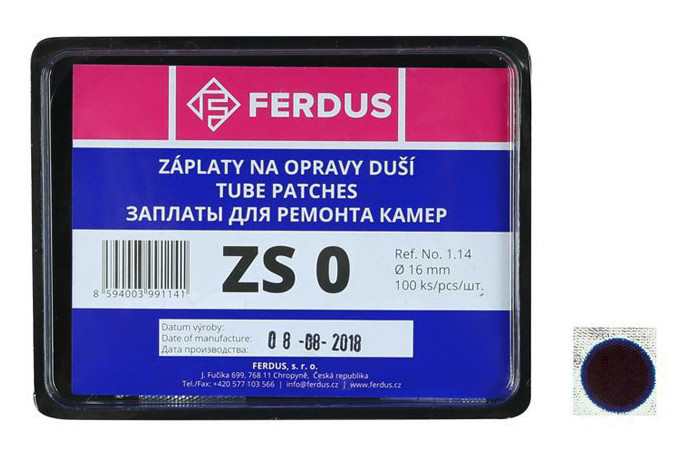 FERDUS
ZÁPLATY NA OPRAVY DUŠÍ
TUBE PATCHES
ЗАПЛАТЫ ДЛЯ РЕМОНТА КАМЕР
8 594003 991141
ZS 0
Ref. No. 1.14
Ø 16 mm
100 ks/pcs/шт.
Datum výroby:
Date of manufacture:
Дата производства:
08 -08- 2018
FERDUS, s. r. o.
J. Fučíka 699, 768 11 Chropyně, Česká republika
Tel./Fax: +420 577 103 566 | info@ferdus.cz | www.ferdus.cz